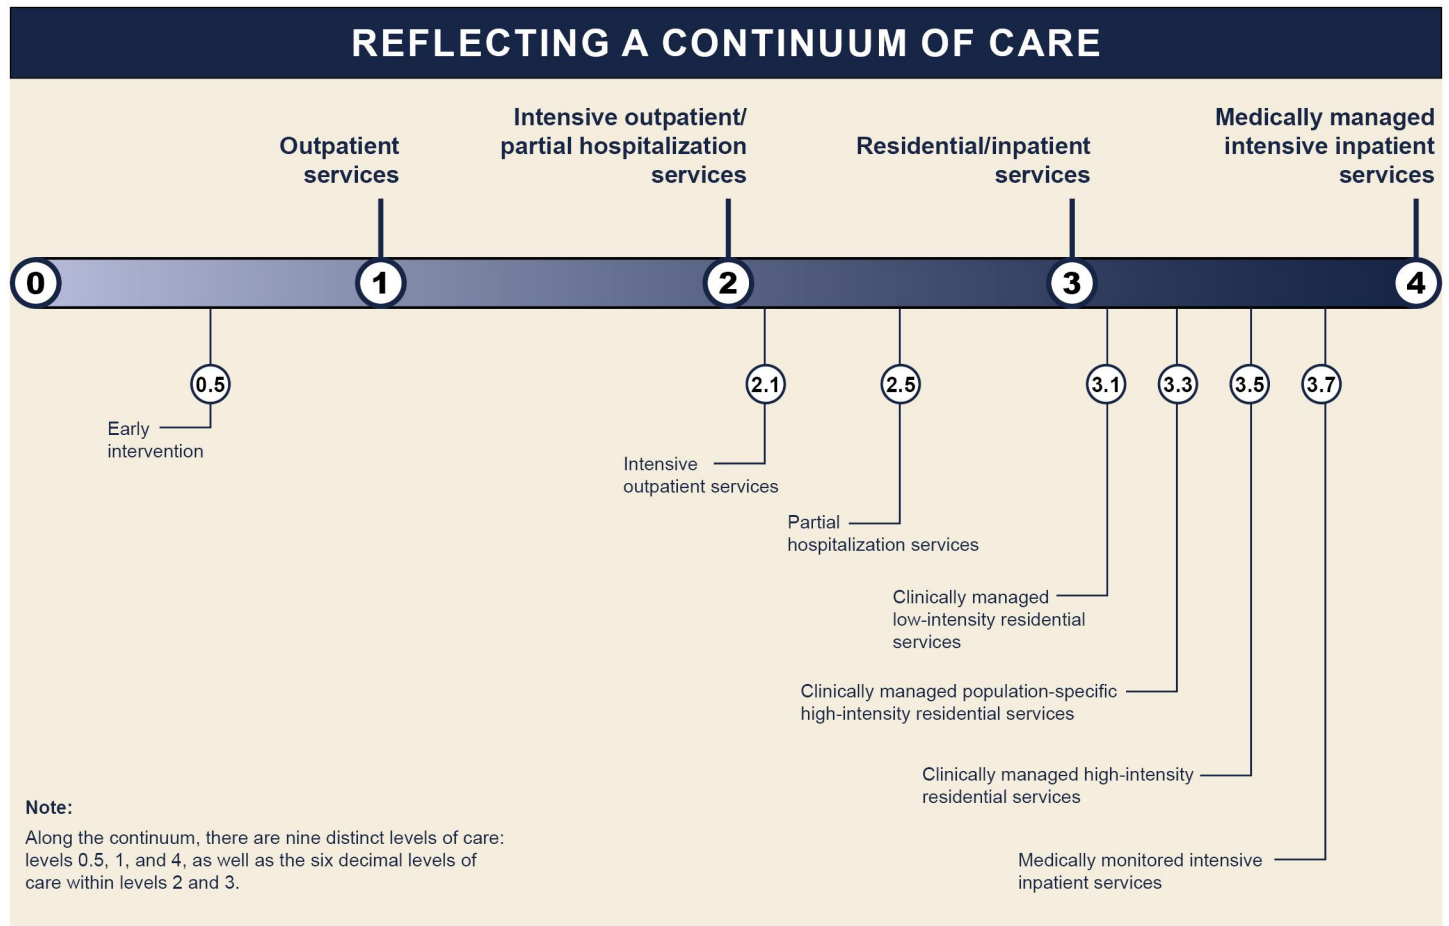 REFLECTING A CONTINUUM OF CARE
Outpatient
services
Intensive outpatient/
partial hospitalization
services
Residential/inpatient
services
Medically managed
intensive inpatient
services
0
1
2
3
4
0.5
2.1
2.5
3.1
3.3
3.5
3.7
Early
intervention
Intensive
outpatient services
Partial
hospitalization services
Clinically managed
low-intensity residential
services
Clinically managed population-specific
high-intensity residential services
Clinically managed high-intensity
residential services
Medically monitored intensive
inpatient services
Note:
Along the continuum, there are nine distinct levels of care:
levels 0.5, 1, and 4, as well as the six decimal levels of
care within levels 2 and 3.